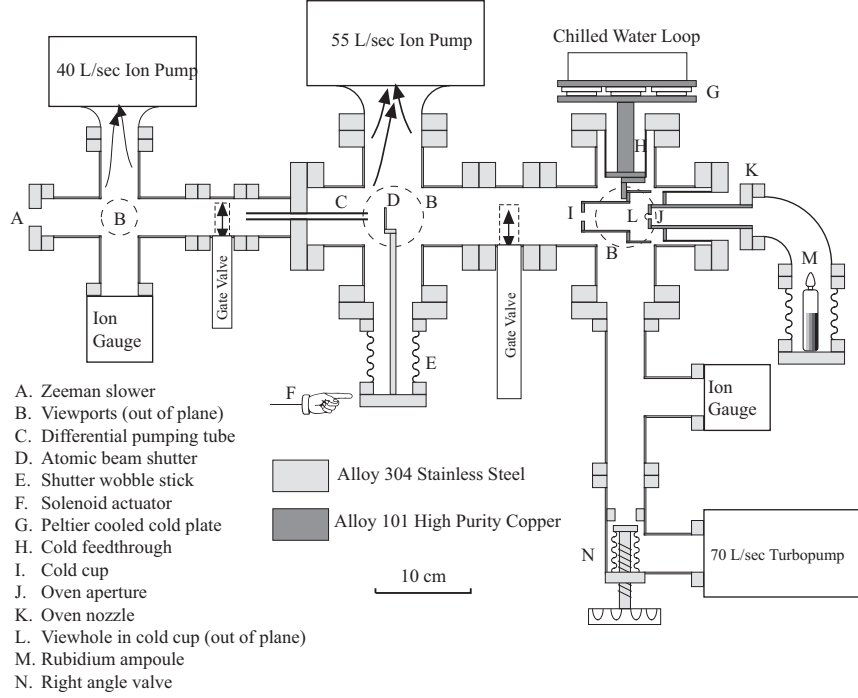 55 L/sec Ion Pump
Chilled Water Loop
40 L/sec Ion Pump
G
H
K
A
B
C
D
B
I
L
J
B
M
Gate Valve
Gate Valve
Ion
Gauge
E
F
Ion
Gauge
A. Zeeman slower
B. Viewports (out of plane)
C. Differential pumping tube
D. Atomic beam shutter
E. Shutter wobble stick
F. Solenoid actuator
G. Peltier cooled cold plate
H. Cold feedthrough
I. Cold cup
J. Oven aperture
K. Oven nozzle
L. Viewhole in cold cup (out of plane)
M. Rubidium ampoule
N. Right angle valve
Alloy 304 Stainless Steel
Alloy 101 High Purity Copper
10 cm
N
70 L/sec Turbopump